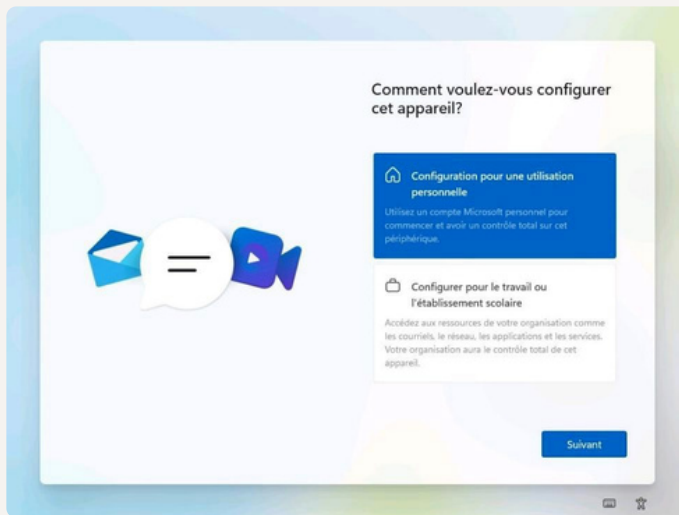 Comment voulez-vous configurer
cet appareil?
Configuration pour une utilisation
personnelle
Utilisez un compte Microsoft personnel pour
commencer et avoir un contrôle total sur cet
périphérique.
Configurer pour le travail ou
l'établissement scolaire
Accédez aux ressources de votre organisation comme
les courriels, le réseau, les applications et les services.
Votre organisation aura le contrôle total de cet
appareil.
Suivant